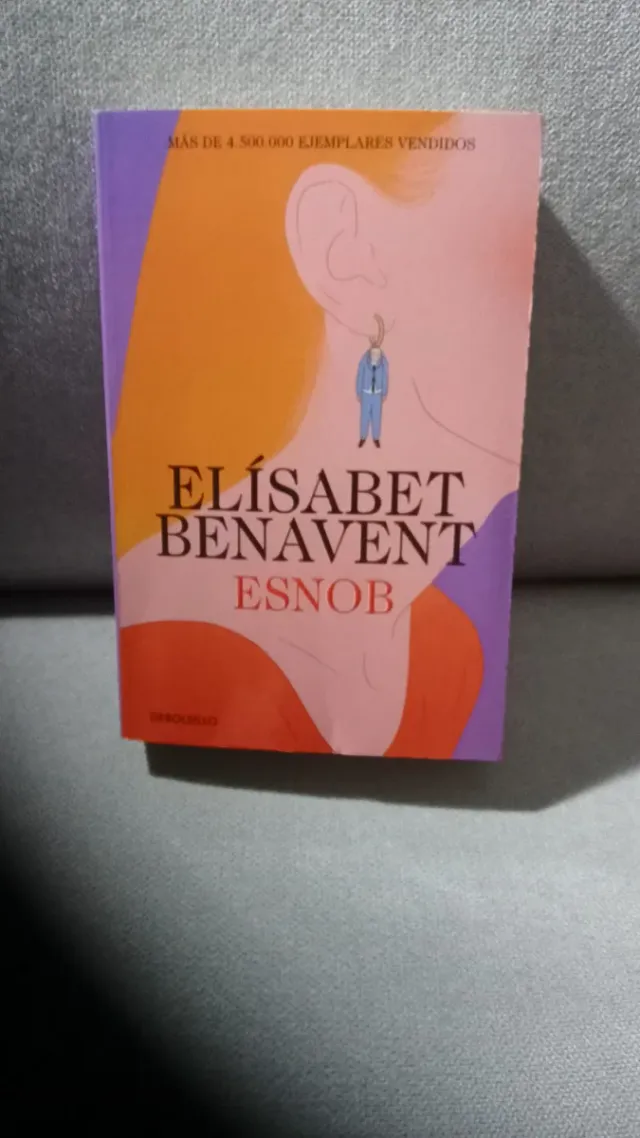 MÁS DE 4.500.000 EJEMPLARES VENDIDOS
ELÍSABET
BENAVENT
ESNOB
DEBOLSILLO